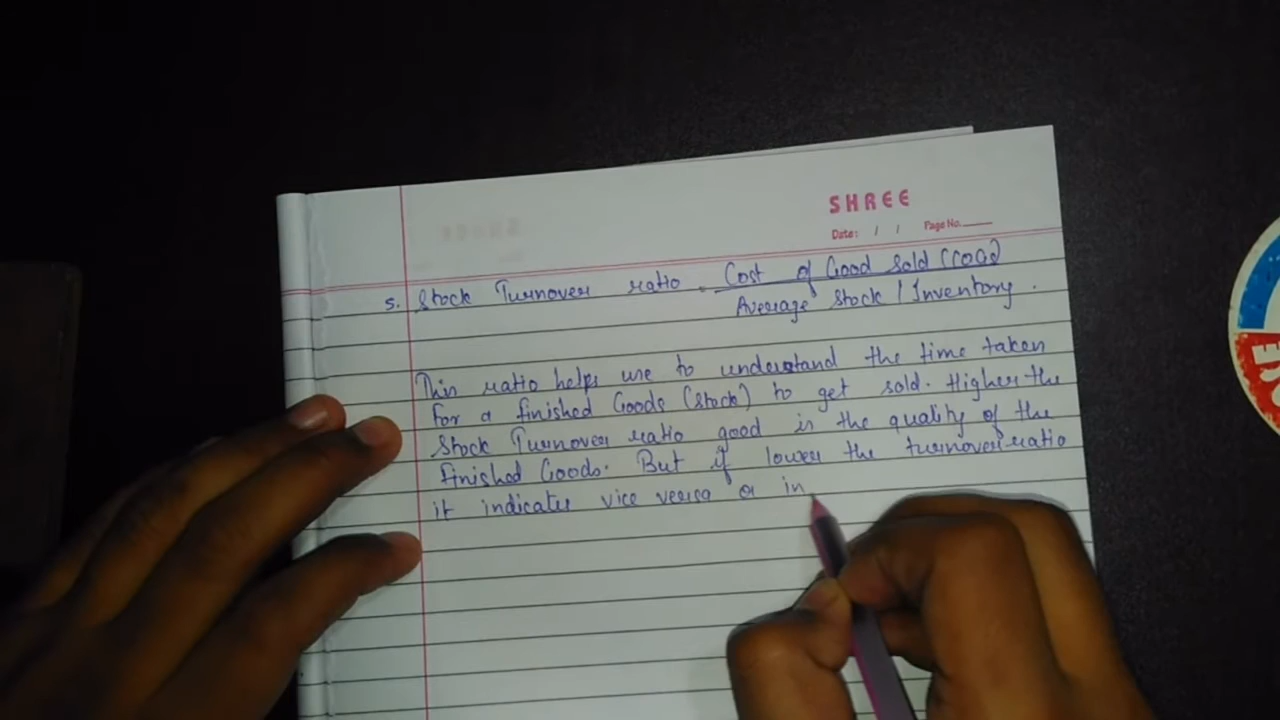 SHREE
Date: / / Page No.
5. Stock Turnover ratio = Cost of Good Sold (COG)
Average Stock / Inventory.
This ratio helps use to understand the time taken
for a finished Goods (Stock) to get sold. Higher the
Stock Turnover ratio good is the quality of the
finished Goods. But if lower the turnover ratio
it indicates vice versa or in